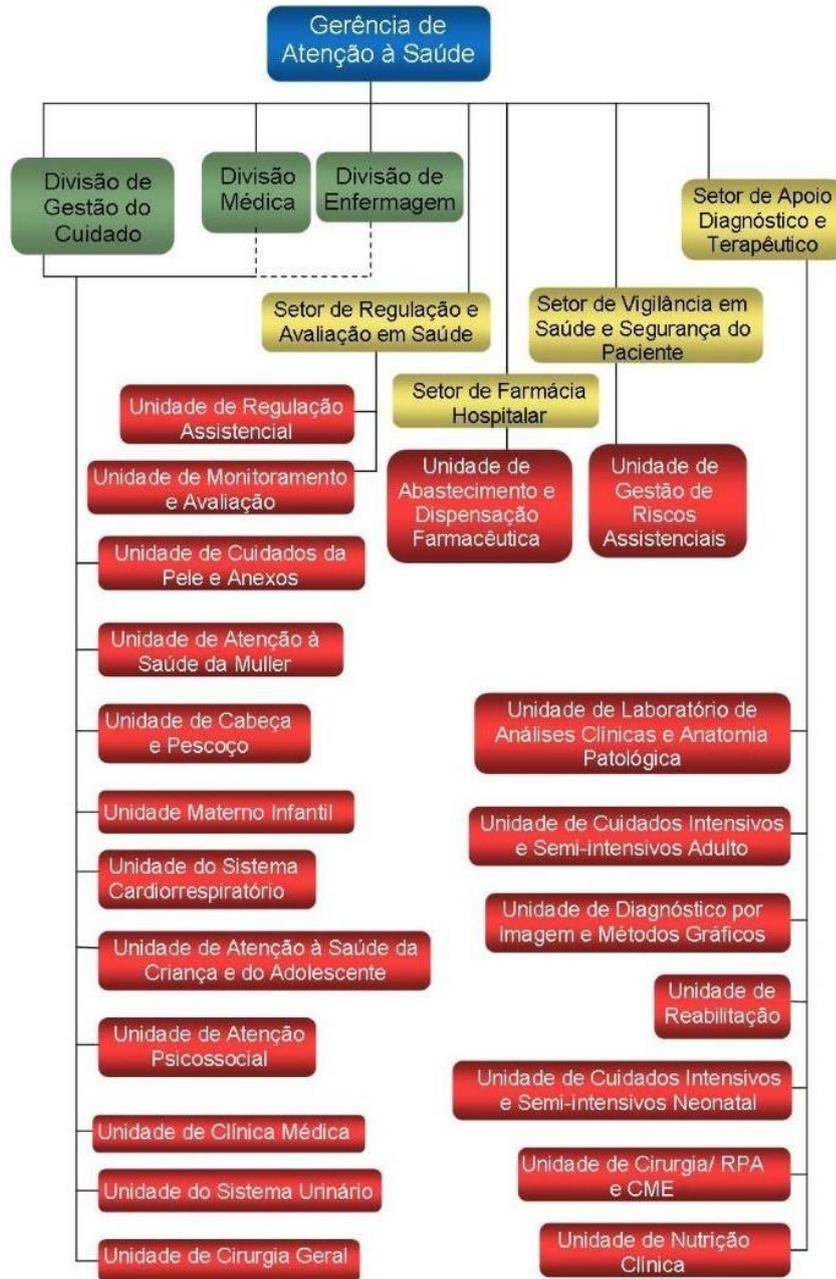 Gerência de
Atenção à Saúde
Divisão de
Gestão do
Cuidado
Divisão
Médica
Divisão de
Enfermagem
Setor de Apoio
Diagnóstico e
Terapêutico
Setor de Regulação e
Avaliação em Saúde
Setor de Vigilância em
Saúde e Segurança do
Paciente
Setor de Farmácia
Hospitalar
Unidade de Regulação
Assistencial
Unidade de Monitoramento
e Avaliação
Unidade de
Abastecimento e
Dispensação
Farmacêutica
Unidade de
Gestão de
Riscos
Assistenciais
Unidade de Cuidados da
Pele e Anexos
Unidade de Atenção à
Saúde da Muller
Unidade de Cabeça
e Pescoço
Unidade Materno Infantil
Unidade do Sistema
Cardiorrespiratório
Unidade de Atenção à Saúde da
Criança e do Adolescente
Unidade de Atenção
Psicossocial
Unidade de Clínica Médica
Unidade do Sistema Urinário
Unidade de Cirurgia Geral
Unidade de Laboratório de
Análises Clínicas e Anatomia
Patológica
Unidade de Cuidados Intensivos
e Semi-intensivos Adulto
Unidade de Diagnóstico por
Imagem e Métodos Gráficos
Unidade de
Reabilitação
Unidade de Cuidados Intensivos
e Semi-intensivos Neonatal
Unidade de Cirurgia/ RPA
e CME
Unidade de Nutrição
Clínica